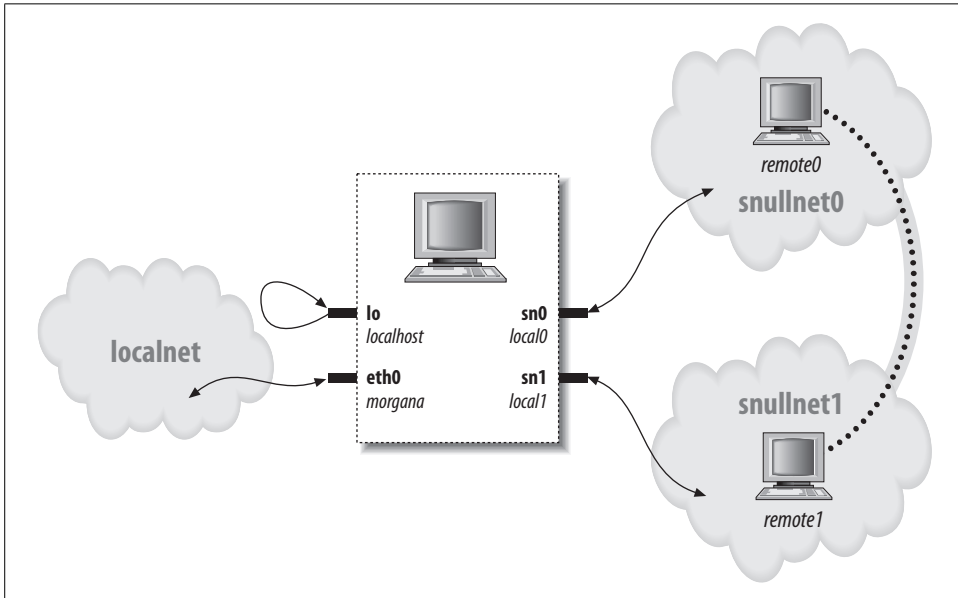 remote0
snullnet0
lo
localhost
sn0
local0
localnet
eth0
morgana
sn1
local1
snullnet1
remote1